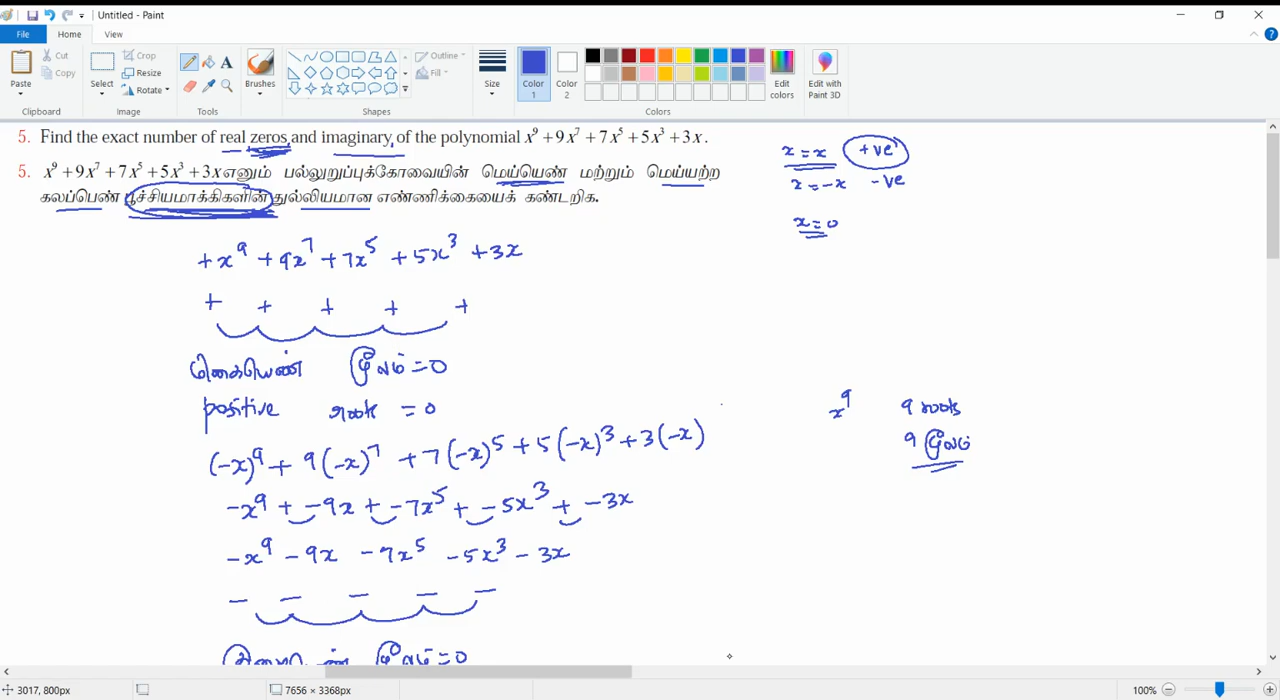 Untitled - Paint
File Home View
Paste Cut Copy Clipboard
Select Crop Resize Rotate Image
Tools
Brushes
Outline Fill Shapes
Size
Color 1 Color 2 Edit colors Colors
Edit with Paint 3D
5. Find the exact number of real zeros and imaginary of the polynomial x⁹ + 9x⁷ + 7x⁵ + 5x³ + 3x.
5. x⁹ + 9x⁷ + 7x⁵ + 5x³ + 3x எனும் பல்லுறுப்புக்கோவையின் மெய்யெண் மற்றும் மெய்யற்ற
கலப்பெண் பூச்சியமாக்கிகளின் துல்லியமான எண்ணிக்கையைக் கண்டறிக.
x = x +ve
x = -x -ve
x = 0
+x⁹ + 9x⁷ + 7x⁵ + 5x³ + 3x
+ + + + +
மிகையெண் மூலம் = 0
positive root = 0
x⁹ 9 roots
9 மூலம்
(-x)⁹ + 9(-x)⁷ + 7(-x)⁵ + 5(-x)³ + 3(-x)
-x⁹ + -9x + -7x⁵ + -5x³ + -3x
-x⁹ - 9x - 7x⁵ - 5x³ - 3x
- - - - -
மூலம் = 0
3017, 800px 7656 × 3368px 100%